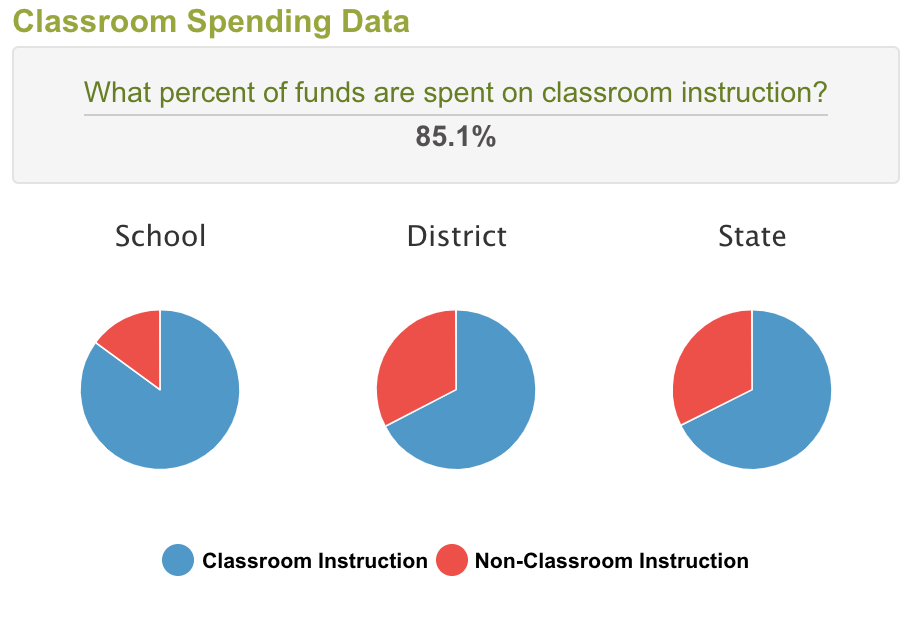 Classroom Spending Data
What percent of funds are spent on classroom instruction?
85.1%
School District State
Classroom Instruction Non-Classroom Instruction